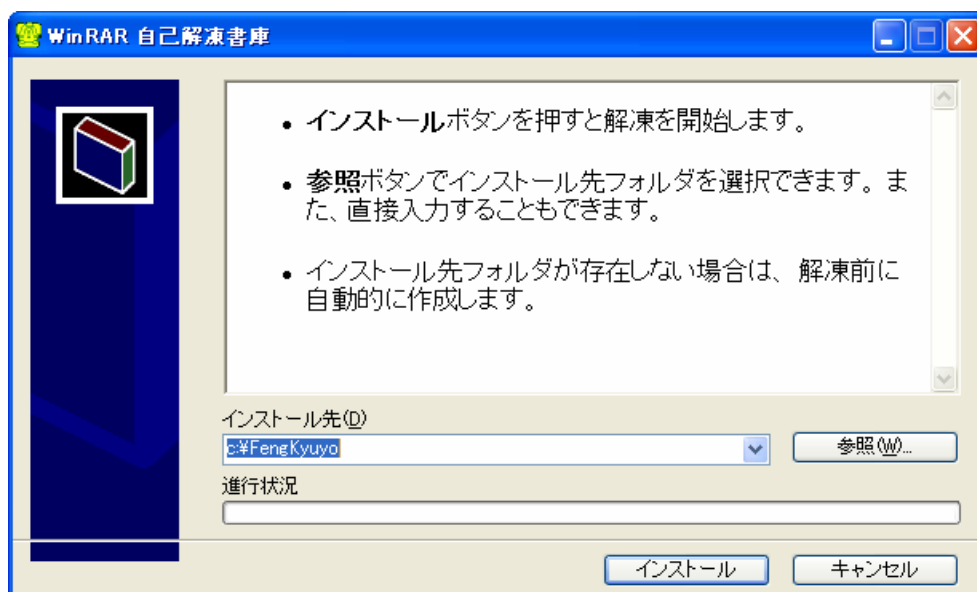 WinRAR 自己解凍書庫
• インストールボタンを押すと解凍を開始します。
• 参照ボタンでインストール先フォルダを選択できます。ま
た、直接入力することもできます。
• インストール先フォルダが存在しない場合は、解凍前に
自動的に作成します。
インストール先(D)
c:¥FengKyuyo
参照(W)...
進行状況
インストール
キャンセル